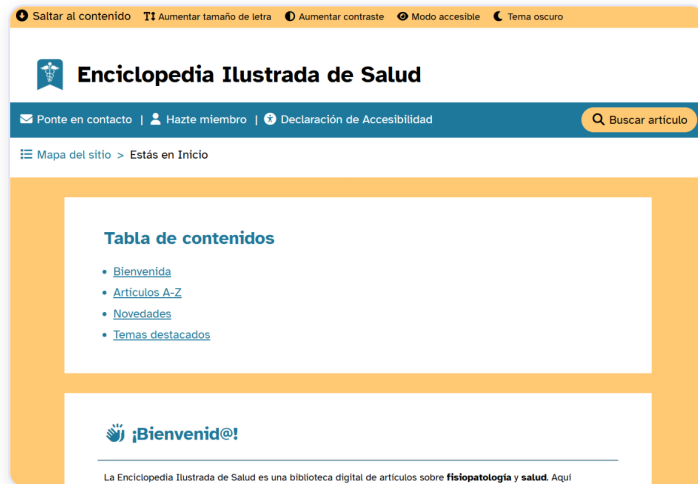 Saltar al contenido Aumentar tamaño de letra Aumentar contraste Modo accesible Tema oscuro
Enciclopedia Ilustrada de Salud
Ponte en contacto | Hazte miembro | Declaración de Accesibilidad Buscar artículo
Mapa del sitio > Estás en Inicio
Tabla de contenidos
• Bienvenida
• Artículos A-Z
• Novedades
• Temas destacados
¡Bienvenid@!
La Enciclopedia Ilustrada de Salud es una biblioteca digital de artículos sobre fisiopatología y salud. Aquí